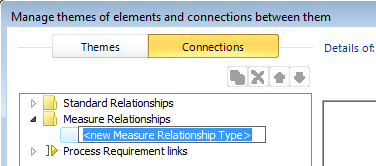 Manage themes of elements and connections between them
Themes Connections Details of:
Standard Relationships
Measure Relationships
<new Measure Relationship Type>
Process Requirement links